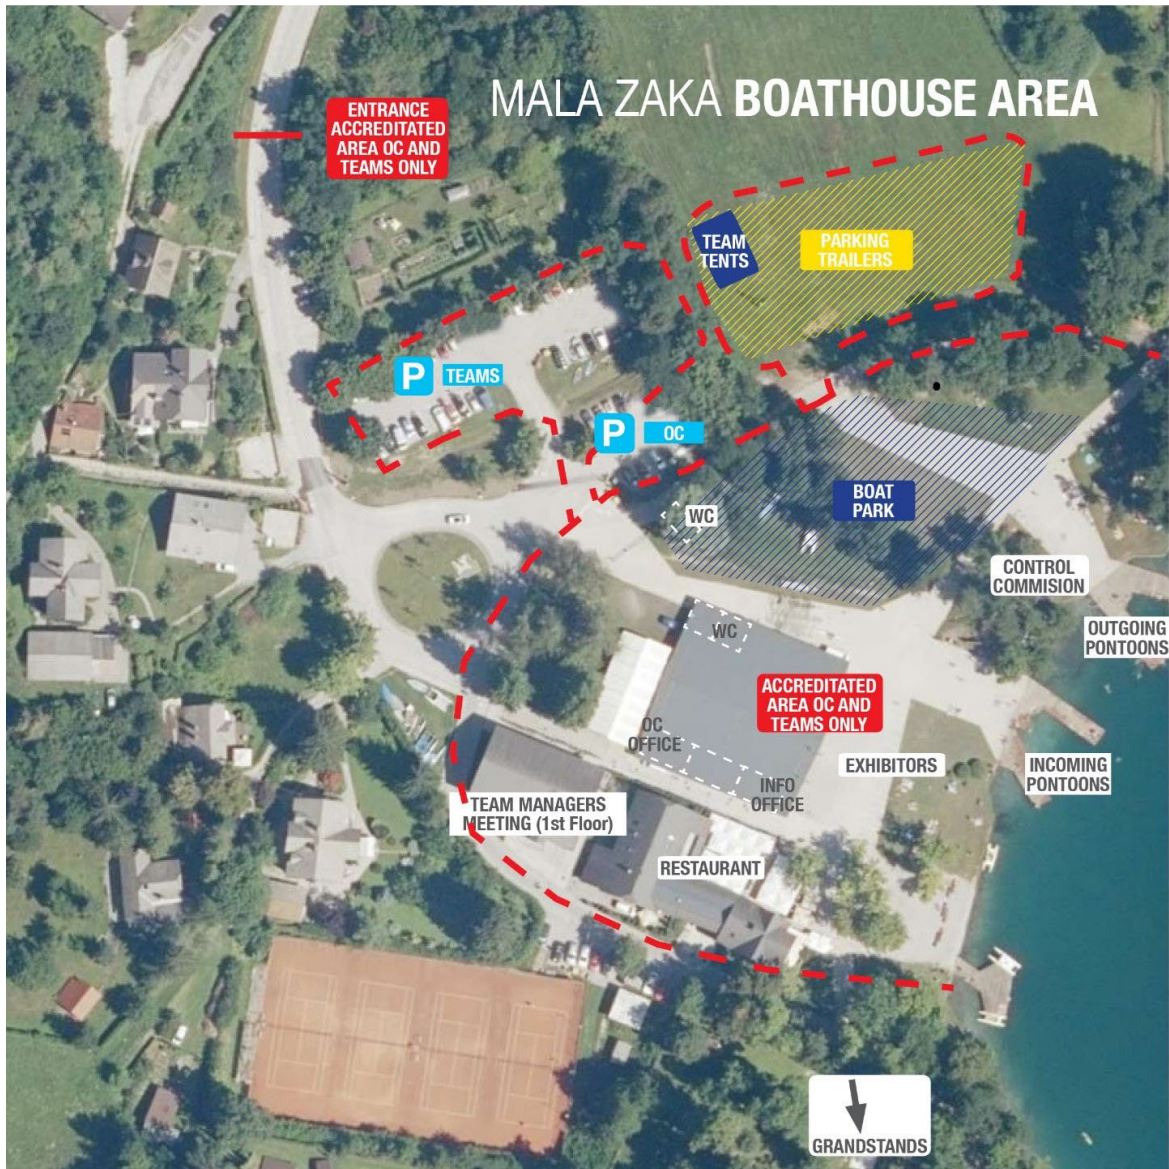 MALA ZAKA BOATHOUSE AREA
ENTRANCE
ACCREDITATED
AREA OC AND
TEAMS ONLY
TEAM
TENTS
PARKING
TRAILERS
P TEAMS
P OC
BOAT
PARK
WC
CONTROL
COMMISION
OUTGOING
PONTOONS
WC
ACCREDITATED
AREA OC AND
TEAMS ONLY
OC
OFFICE
EXHIBITORS
INCOMING
PONTOONS
INFO
OFFICE
TEAM MANAGERS
MEETING (1st Floor)
RESTAURANT
GRANDSTANDS